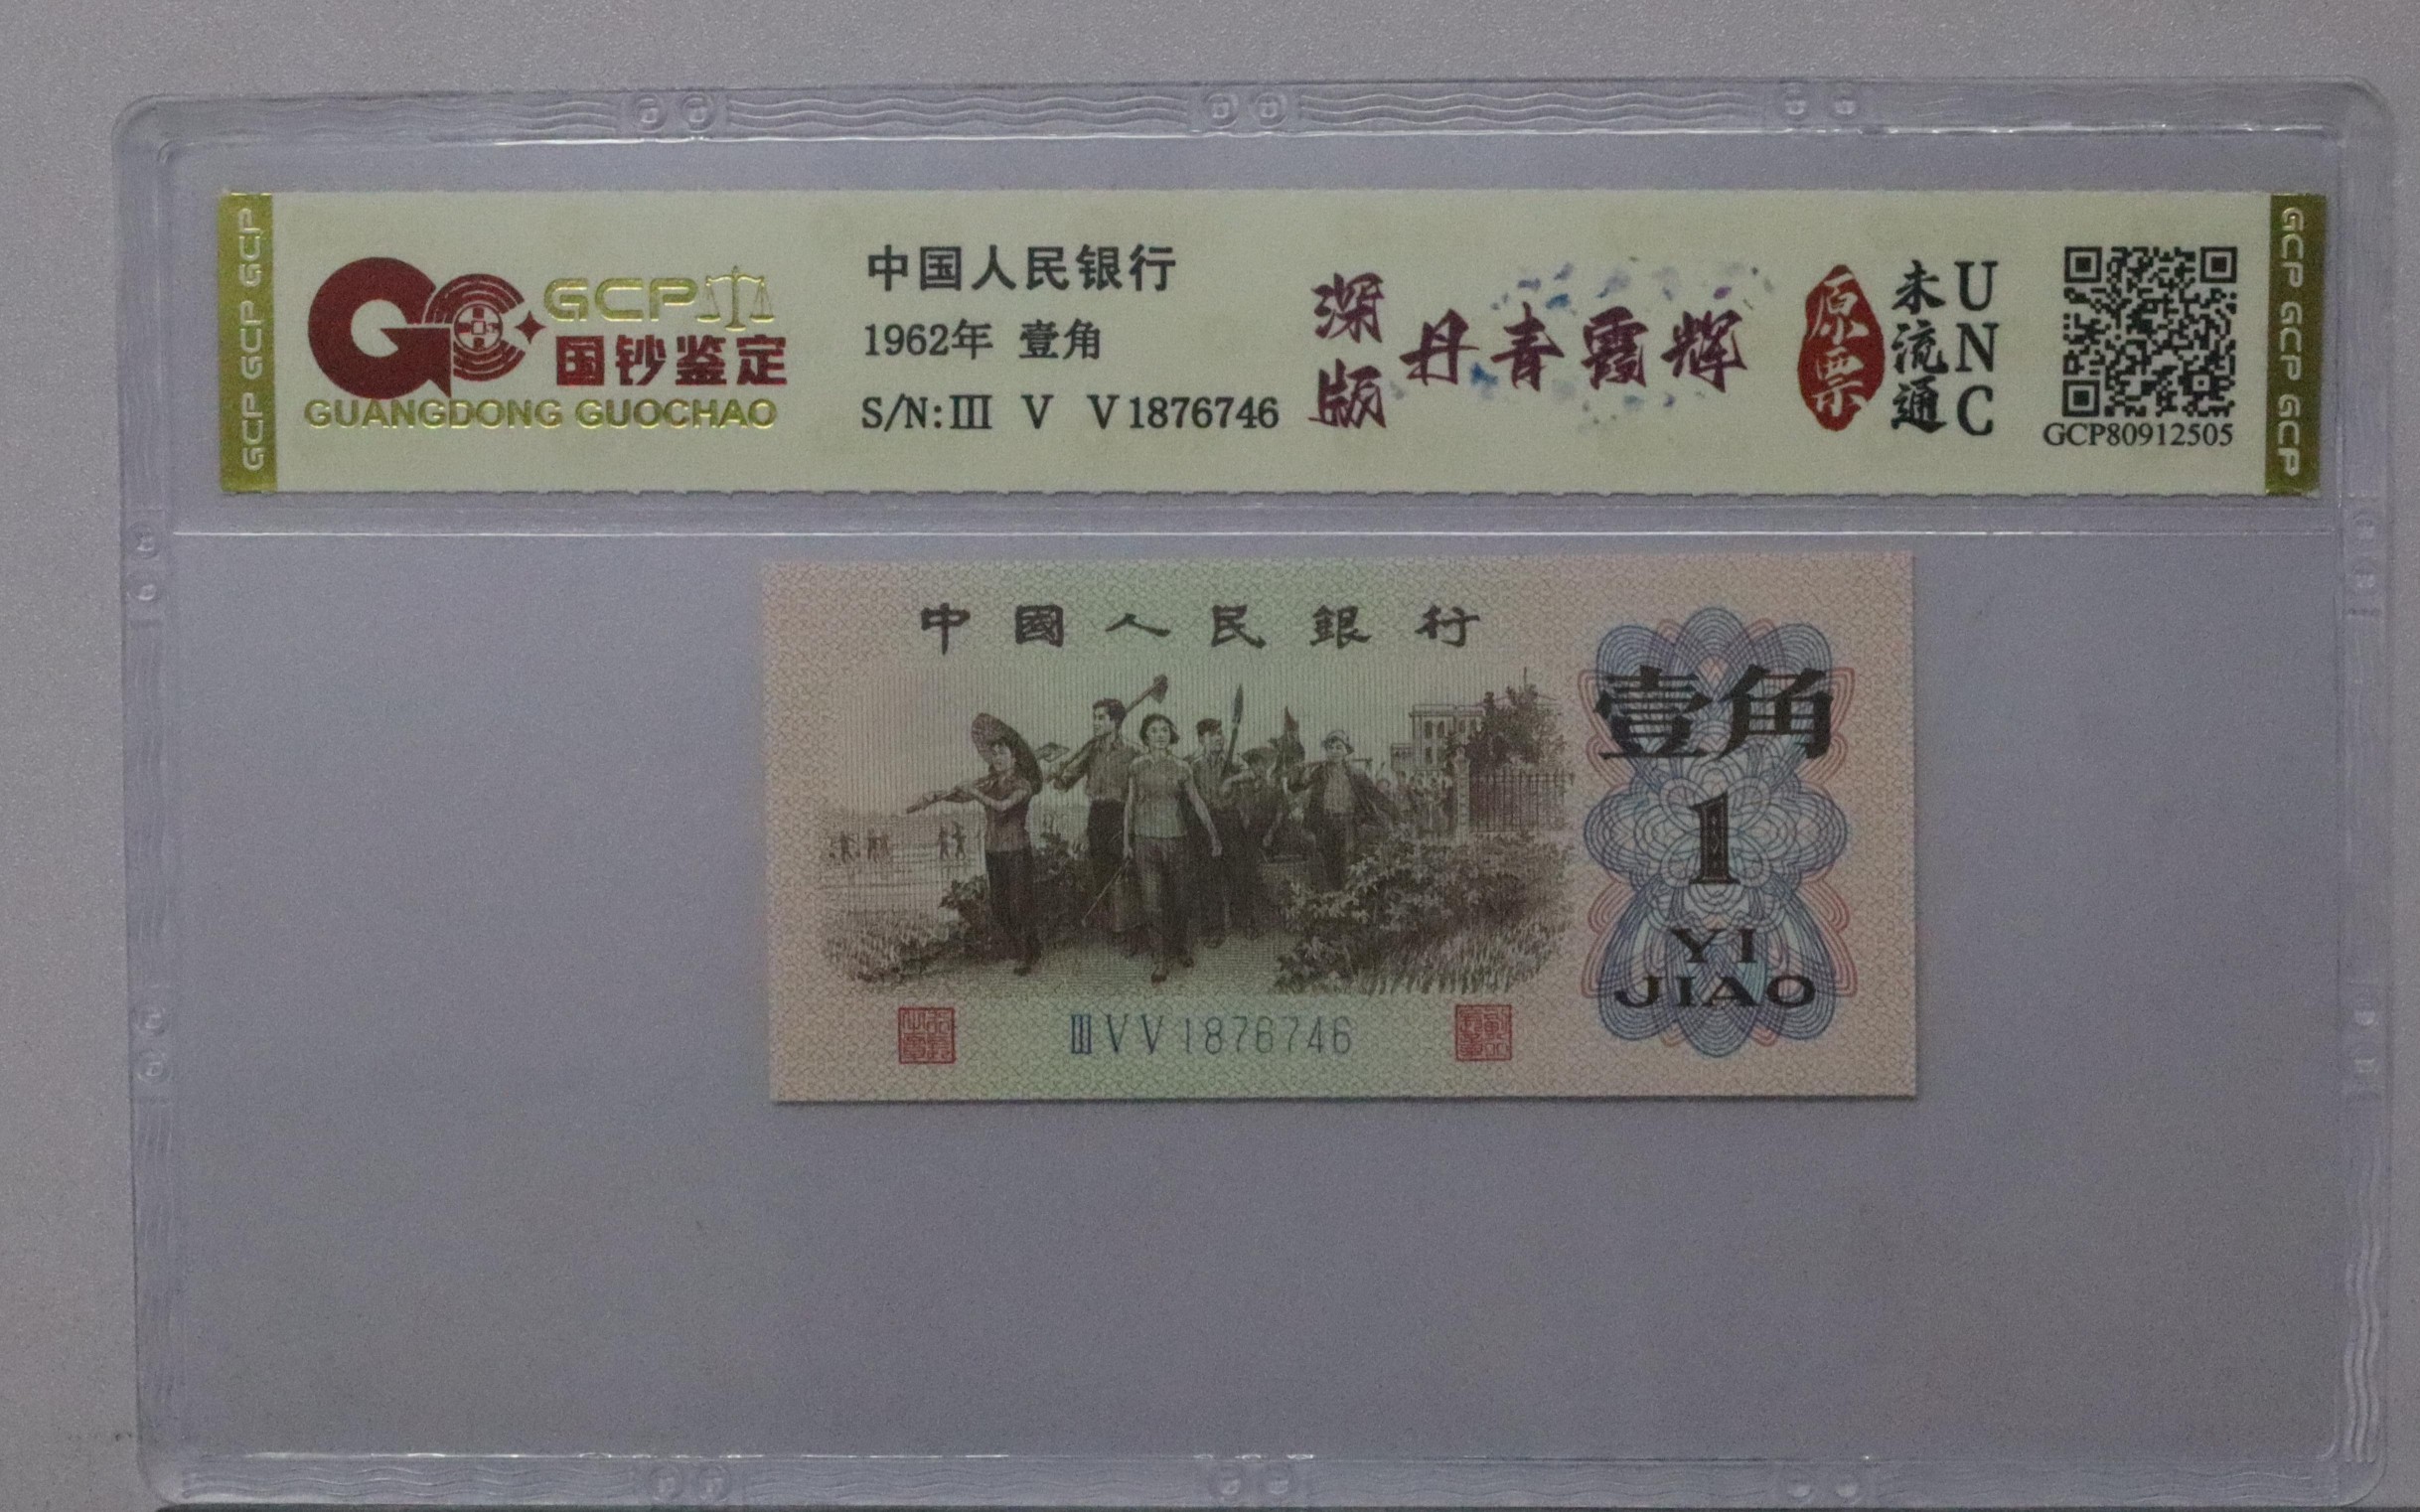 GCP GCP GCP
GCP
国钞鉴定
GUANGDONG GUOCHAO
中国人民银行
1962年 壹角
S/N:III V V1876746
深版
丹青霞辉
原票
未流通
UNC
GCP80912505
GCP GCP GCP
中國人民銀行
壹角
1
YI
JIAO
III V V 1876746